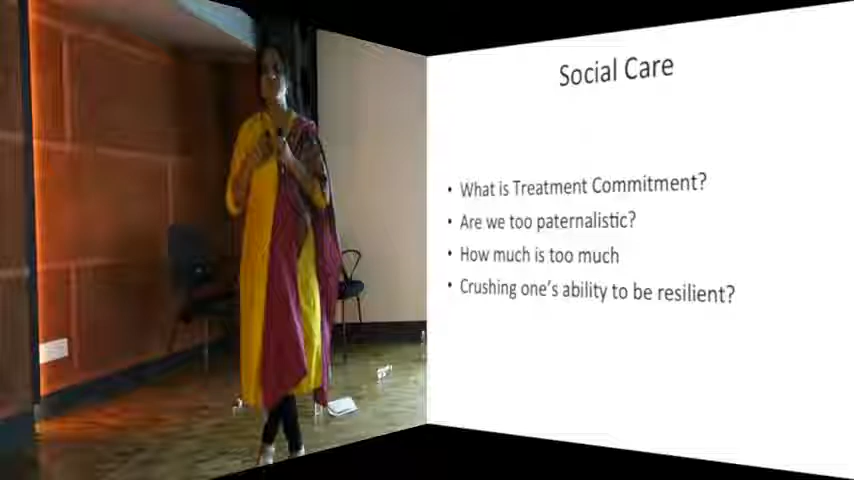 Social Care
• What is Treatment Commitment?
• Are we too paternalistic?
• How much is too much
• Crushing one's ability to be resilient?